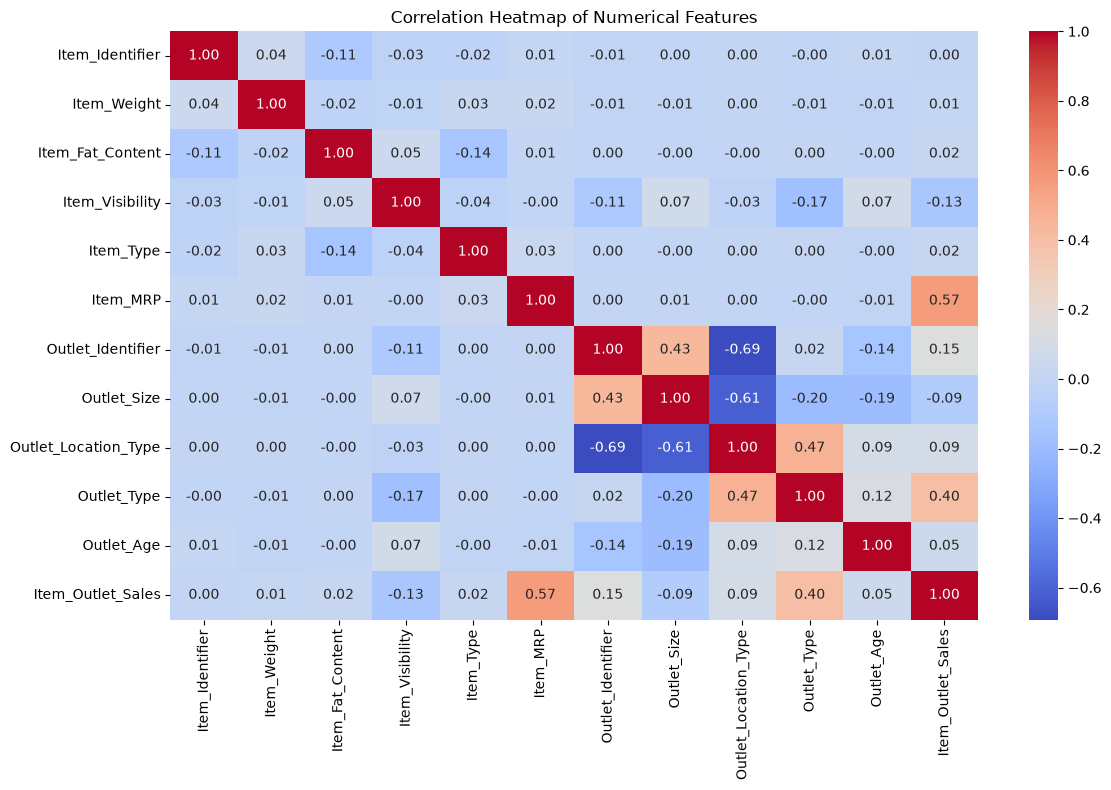 Correlation Heatmap of Numerical Features
Item_Identifier 1.00 0.04 -0.11 -0.03 -0.02 0.01 -0.01 0.00 0.00 -0.00 0.01 0.00
Item_Weight 0.04 1.00 -0.02 -0.01 0.03 0.02 -0.01 -0.01 0.00 -0.01 -0.01 0.01
Item_Fat_Content -0.11 -0.02 1.00 0.05 -0.14 0.01 0.00 -0.00 -0.00 0.00 -0.00 0.02
Item_Visibility -0.03 -0.01 0.05 1.00 -0.04 -0.00 -0.11 0.07 -0.03 -0.17 0.07 -0.13
Item_Type -0.02 0.03 -0.14 -0.04 1.00 0.03 0.00 -0.00 0.00 0.00 -0.00 0.02
Item_MRP 0.01 0.02 0.01 -0.00 0.03 1.00 0.00 0.01 0.00 -0.00 -0.01 0.57
Outlet_Identifier -0.01 -0.01 0.00 -0.11 0.00 0.00 1.00 0.43 -0.69 0.02 -0.14 0.15
Outlet_Size 0.00 -0.01 -0.00 0.07 -0.00 0.01 0.43 1.00 -0.61 -0.20 -0.19 -0.09
Outlet_Location_Type 0.00 0.00 -0.00 -0.03 0.00 0.00 -0.69 -0.61 1.00 0.47 0.09 0.09
Outlet_Type -0.00 -0.01 0.00 -0.17 0.00 -0.00 0.02 -0.20 0.47 1.00 0.12 0.40
Outlet_Age 0.01 -0.01 -0.00 0.07 -0.00 -0.01 -0.14 -0.19 0.09 0.12 1.00 0.05
Item_Outlet_Sales 0.00 0.01 0.02 -0.13 0.02 0.57 0.15 -0.09 0.09 0.40 0.05 1.00
Item_Identifier
Item_Weight
Item_Fat_Content
Item_Visibility
Item_Type
Item_MRP
Outlet_Identifier
Outlet_Size
Outlet_Location_Type
Outlet_Type
Outlet_Age
Item_Outlet_Sales
1.0
0.8
0.6
0.4
0.2
0.0
−0.2
−0.4
−0.6